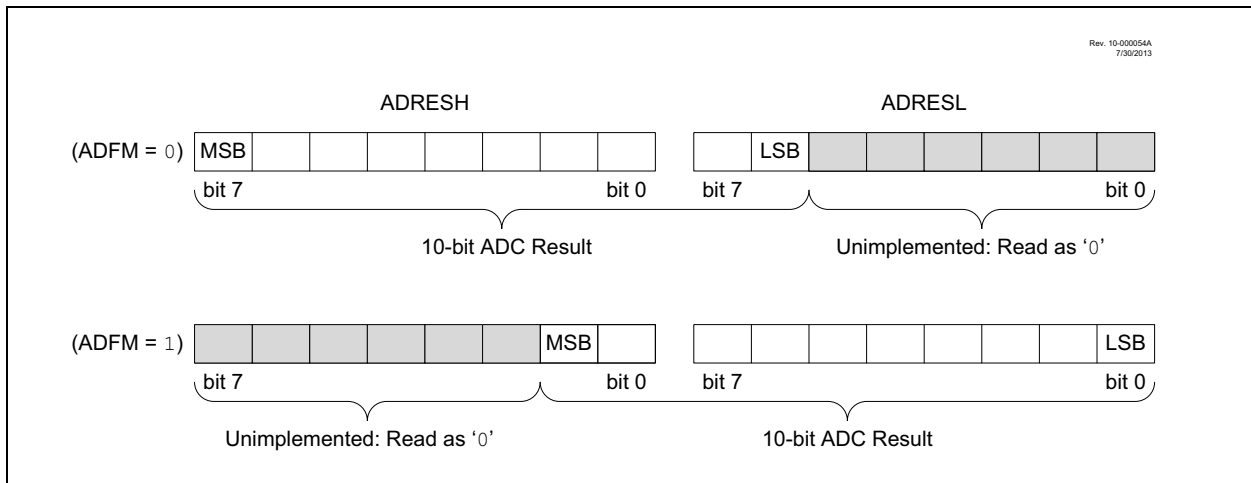 Rev. 10-000054A
7/30/2013
ADRESH ADRESL
(ADFM = 0) MSB LSB
bit 7 bit 0 bit 7 bit 0
10-bit ADC Result Unimplemented: Read as ‘0’
(ADFM = 1) MSB LSB
bit 7 bit 0 bit 7 bit 0
Unimplemented: Read as ‘0’ 10-bit ADC Result